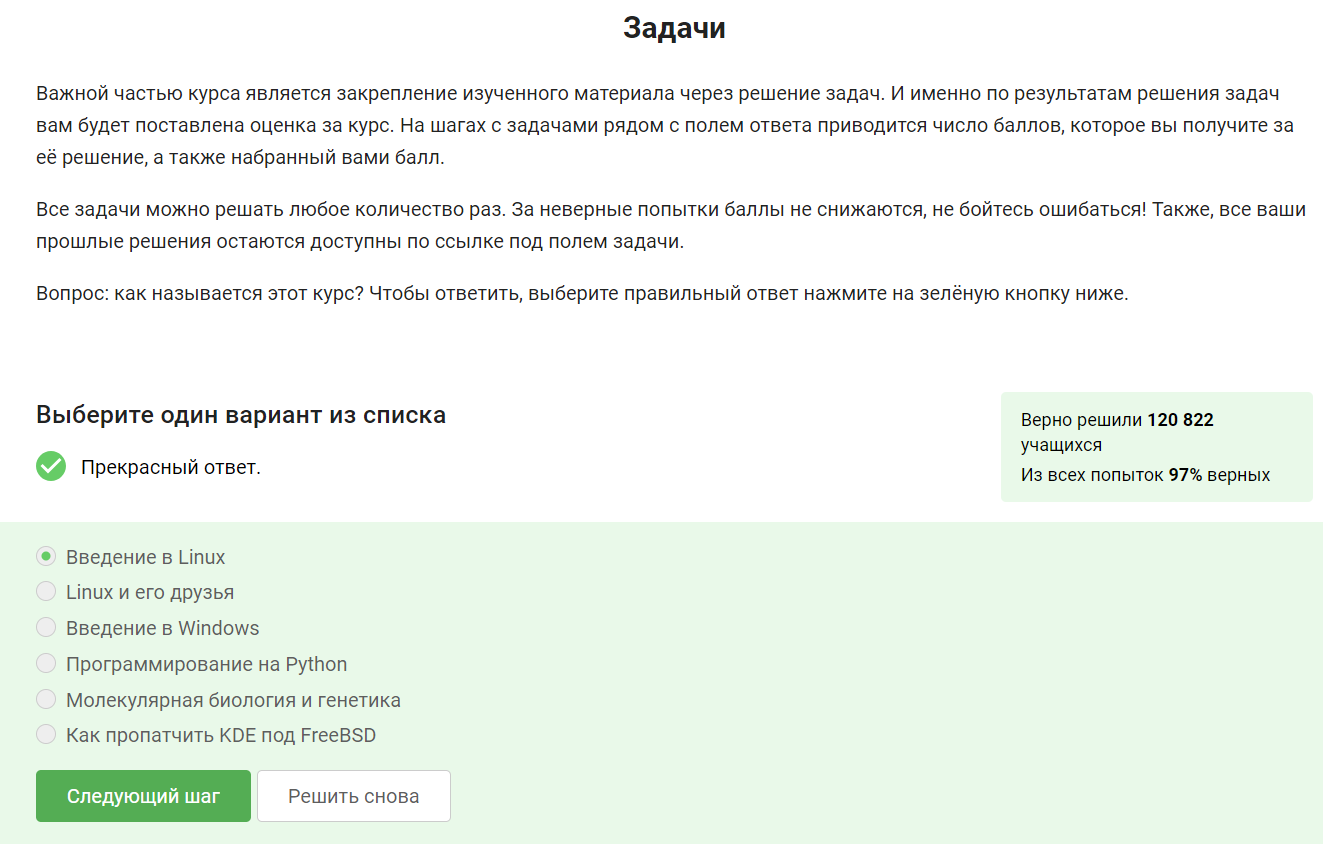 Задачи
Важной частью курса является закрепление изученного материала через решение задач. И именно по результатам решения задач
вам будет поставлена оценка за курс. На шагах с задачами рядом с полем ответа приводится число баллов, которое вы получите за
её решение, а также набранный вами балл.
Все задачи можно решать любое количество раз. За неверные попытки баллы не снижаются, не бойтесь ошибаться! Также, все ваши
прошлые решения остаются доступны по ссылке под полем задачи.
Вопрос: как называется этот курс? Чтобы ответить, выберите правильный ответ нажмите на зелёную кнопку ниже.
Выберите один вариант из списка
Прекрасный ответ.
Верно решили 120 822
учащихся
Из всех попыток 97% верных
Введение в Linux
Linux и его друзья
Введение в Windows
Программирование на Python
Молекулярная биология и генетика
Как пропатчить KDE под FreeBSD
Следующий шаг
Решить снова